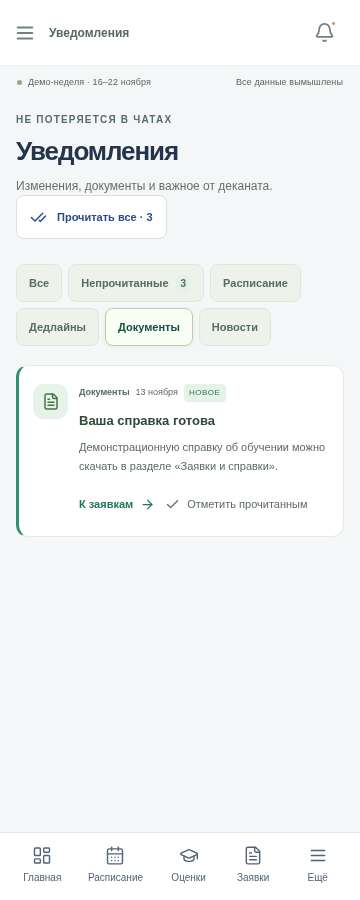 Уведомления
Демо-неделя · 16–22 ноября
Все данные вымышлены
НЕ ПОТЕРЯЕТСЯ В ЧАТАХ
Уведомления
Изменения, документы и важное от деканата.
Прочитать все · 3
Все
Непрочитанные 3
Расписание
Дедлайны
Документы
Новости
Документы 13 ноября НОВОЕ
Ваша справка готова
Демонстрационную справку об обучении можно
скачать в разделе «Заявки и справки».
К заявкам
Отметить прочитанным
Главная
Расписание
Оценки
Заявки
Ещё